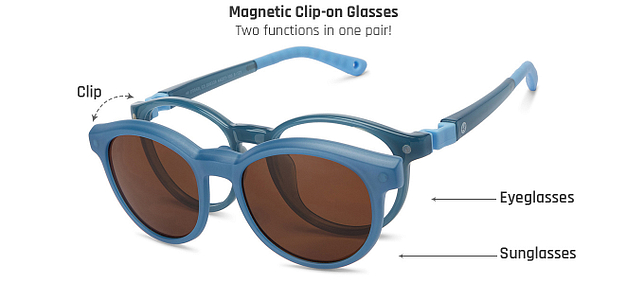 Magnetic Clip-on Glasses
Two functions in one pair!
Clip
Eyeglasses
Sunglasses